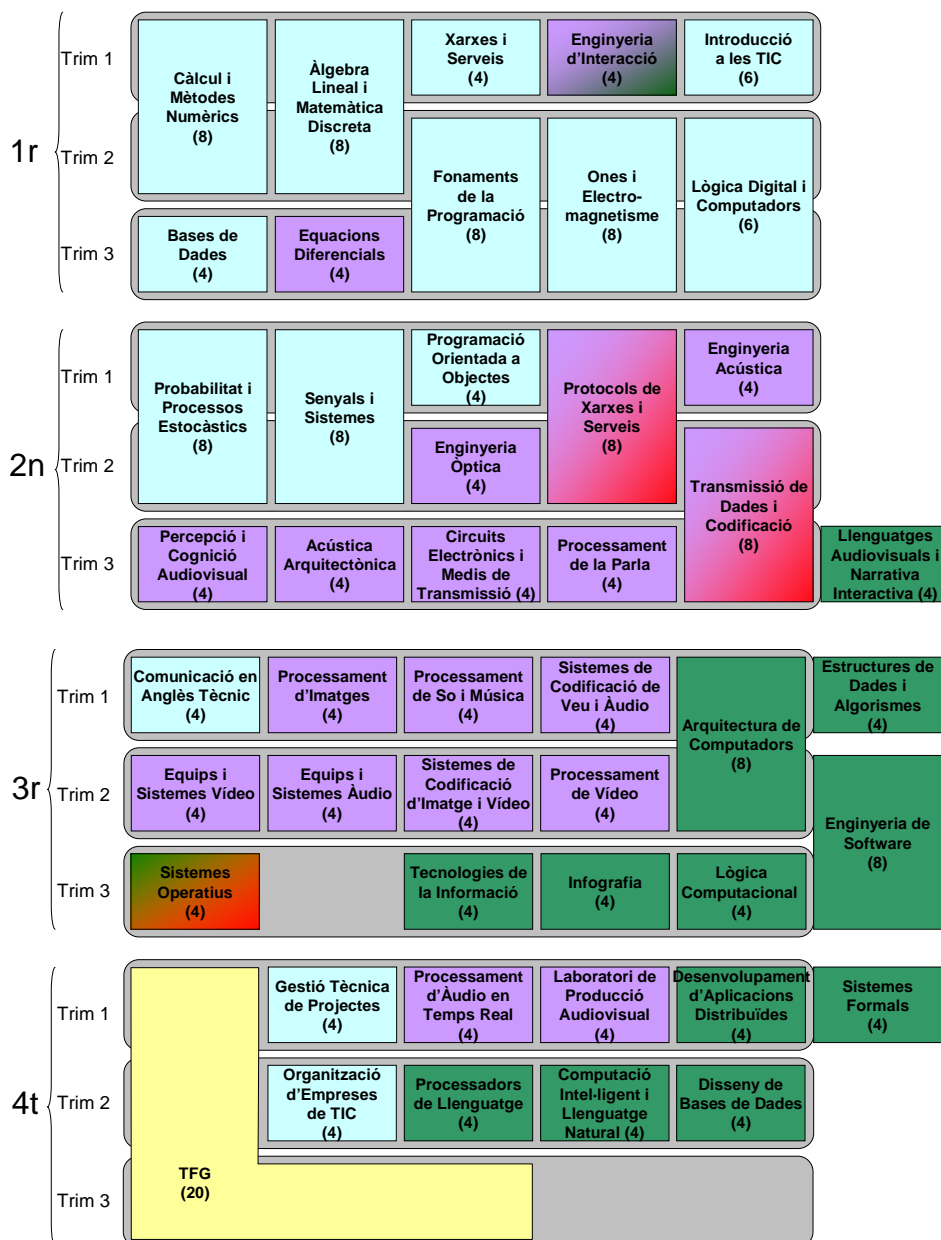 1r
Trim 1
Càlcul i
Mètodes
Numèrics
(8)
Àlgebra
Lineal i
Matemàtica
Discreta
(8)
Xarxes i
Serveis
(4)
Enginyeria
d'Interacció
(4)
Introducció
a les TIC
(6)
Trim 2
Fonaments
de la
Programació
(8)
Ones i
Electro-
magnetisme
(8)
Lògica Digital i
Computadors
(6)
Trim 3
Bases de
Dades
(4)
Equacions
Diferencials
(4)
2n
Trim 1
Probabilitat i
Processos
Estocàstics
(8)
Senyals i
Sistemes
(8)
Programació
Orientada a
Objectes
(4)
Protocols de
Xarxes i
Serveis
(8)
Enginyeria
Acústica
(4)
Trim 2
Enginyeria
Òptica
(4)
Transmissió de
Dades i
Codificació
(8)
Trim 3
Percepció i
Cognició
Audiovisual
(4)
Acústica
Arquitectònica
(4)
Circuits
Electrònics i
Medis de
Transmissió (4)
Processament
de la Parla
(4)
Llenguatges
Audiovisuals i
Narrativa
Interactiva (4)
3r
Trim 1
Comunicació en
Anglès Tècnic
(4)
Processament
d'Imatges
(4)
Processament
de So i Música
(4)
Sistemes de
Codificació de
Veu i Àudio
(4)
Arquitectura de
Computadors
(8)
Estructures de
Dades i
Algorismes
(4)
Trim 2
Equips i
Sistemes Vídeo
(4)
Equips i
Sistemes Àudio
(4)
Sistemes de
Codificació
d'Imatge i Vídeo
(4)
Processament
de Vídeo
(4)
Enginyeria de
Software
(8)
Trim 3
Sistemes
Operatius
(4)
Tecnologies de
la Informació
(4)
Infografia
(4)
Lògica
Computacional
(4)
4t
Trim 1
Gestió Tècnica
de Projectes
(4)
Processament
d'Àudio en
Temps Real
(4)
Laboratori de
Producció
Audiovisual
(4)
Desenvolupament
d'Aplicacions
Distribuïdes
(4)
Sistemes
Formals
(4)
Trim 2
Organització
d'Empreses
de TIC
(4)
Processadors
de Llenguatge
(4)
Computació
Intel·ligent i
Llenguatge
Natural (4)
Disseny de
Bases de Dades
(4)
Trim 3
TFG
(20)